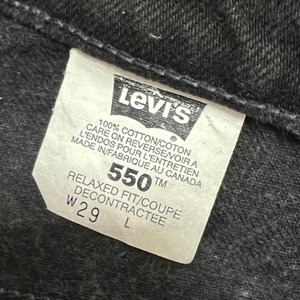 Levi's
100% COTTON/COTON
CARE ON REVERSE/VOIR A
L'ENDOS POUR L'ENTRETIEN
MADE IN/FABRIQUE AU CANADA
550™
RELAXED FIT/COUPE
DECONTRACTEE
W 29 L